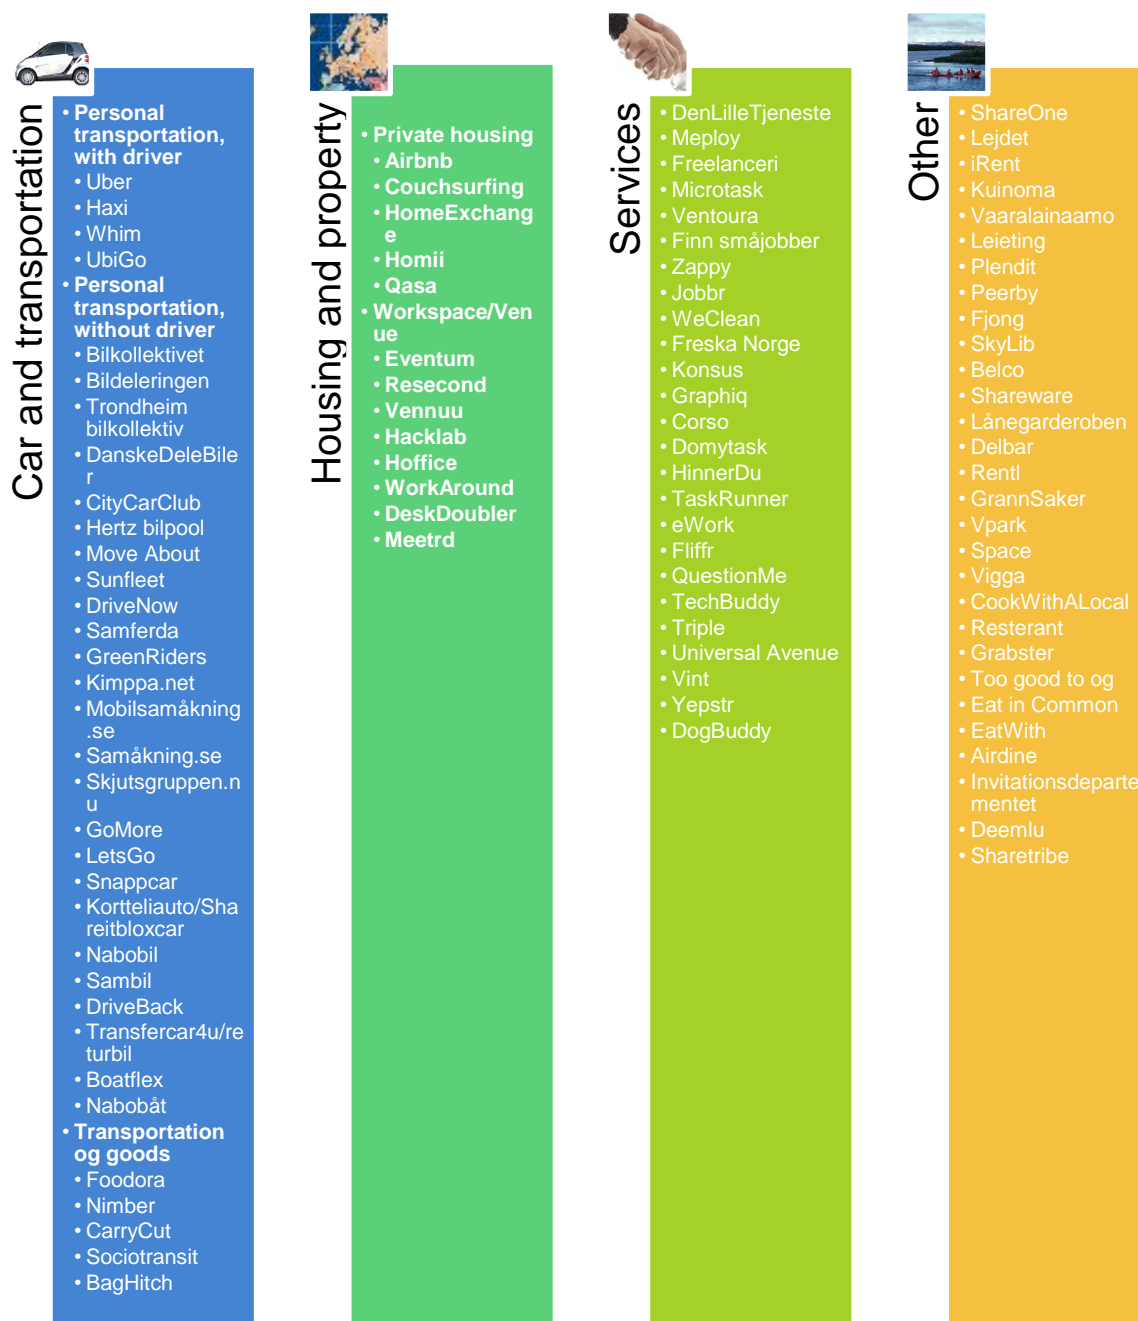 Car and transportation
• Personal
transportation,
with driver
• Uber
• Haxi
• Whim
• UbiGo
• Personal
transportation,
without driver
• Bilkollektivet
• Bildeleringen
• Trondheim
bilkollektiv
• DanskeDeleBile
r
• CityCarClub
• Hertz bilpool
• Move About
• Sunfleet
• DriveNow
• Samferda
• GreenRiders
• Kimppa.net
• Mobilsamåkning
.se
• Samåkning.se
• Skjutsgruppen.n
u
• GoMore
• LetsGo
• Snappcar
• Kortteliauto/Sha
reitbloxcar
• Nabobil
• Sambil
• DriveBack
• Transfercar4u/re
turbil
• Boatflex
• Nabobåt
• Transportation
og goods
• Foodora
• Nimber
• CarryCut
• Sociotransit
• BagHitch
Housing and property
• Private housing
• Airbnb
• Couchsurfing
• HomeExchang
e
• Homii
• Qasa
• Workspace/Ven
ue
• Eventum
• Resecond
• Vennuu
• Hacklab
• Hoffice
• WorkAround
• DeskDoubler
• Meetrd
Services
• DenLilleTjeneste
• Meploy
• Freelanceri
• Microtask
• Ventoura
• Finn småjobber
• Zappy
• Jobbr
• WeClean
• Freska Norge
• Konsus
• Graphiq
• Corso
• Domytask
• HinnerDu
• TaskRunner
• eWork
• Fliffr
• QuestionMe
• TechBuddy
• Triple
• Universal Avenue
• Vint
• Yepstr
• DogBuddy
Other
• ShareOne
• Lejdet
• iRent
• Kuinoma
• Vaaralainaamo
• Leieting
• Plendit
• Peerby
• Fjong
• SkyLib
• Belco
• Shareware
• Lånegarderoben
• Delbar
• Rentl
• GrannSaker
• Vpark
• Space
• Vigga
• CookWithALocal
• Resterant
• Grabster
• Too good to og
• Eat in Common
• EatWith
• Airdine
• Invitationsdeparte
mentet
• Deemlu
• Sharetribe